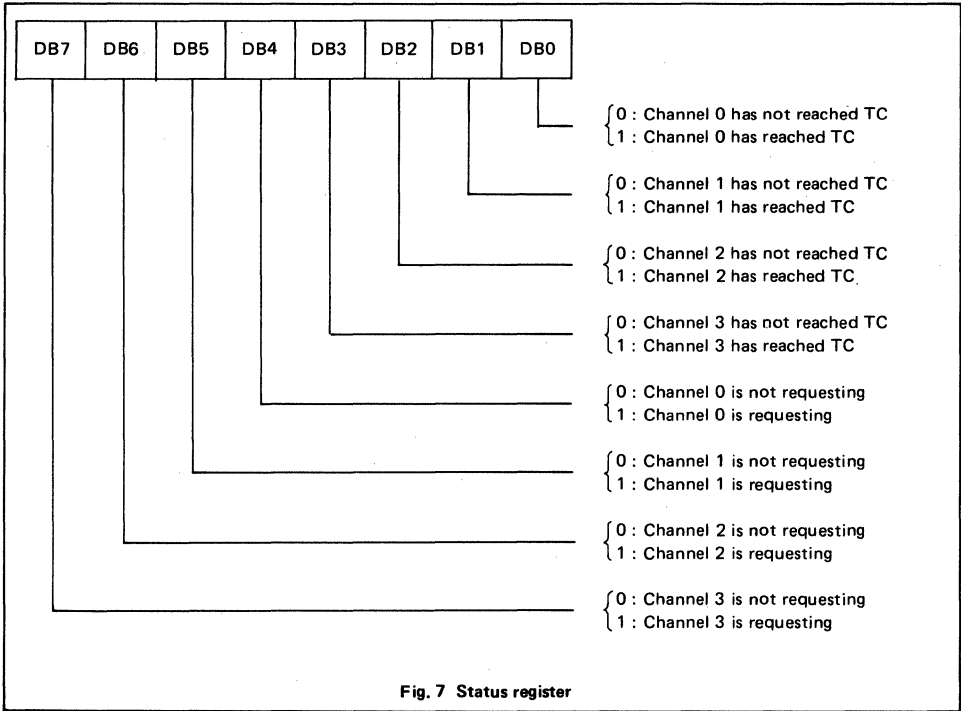 DB7 DB6 DB5 DB4 DB3 DB2 DB1 DB0
0 : Channel 0 has not reached TC
1 : Channel 0 has reached TC
0 : Channel 1 has not reached TC
1 : Channel 1 has reached TC
0 : Channel 2 has not reached TC
1 : Channel 2 has reached TC
0 : Channel 3 has not reached TC
1 : Channel 3 has reached TC
0 : Channel 0 is not requesting
1 : Channel 0 is requesting
0 : Channel 1 is not requesting
1 : Channel 1 is requesting
0 : Channel 2 is not requesting
1 : Channel 2 is requesting
0 : Channel 3 is not requesting
1 : Channel 3 is requesting
Fig. 7 Status register